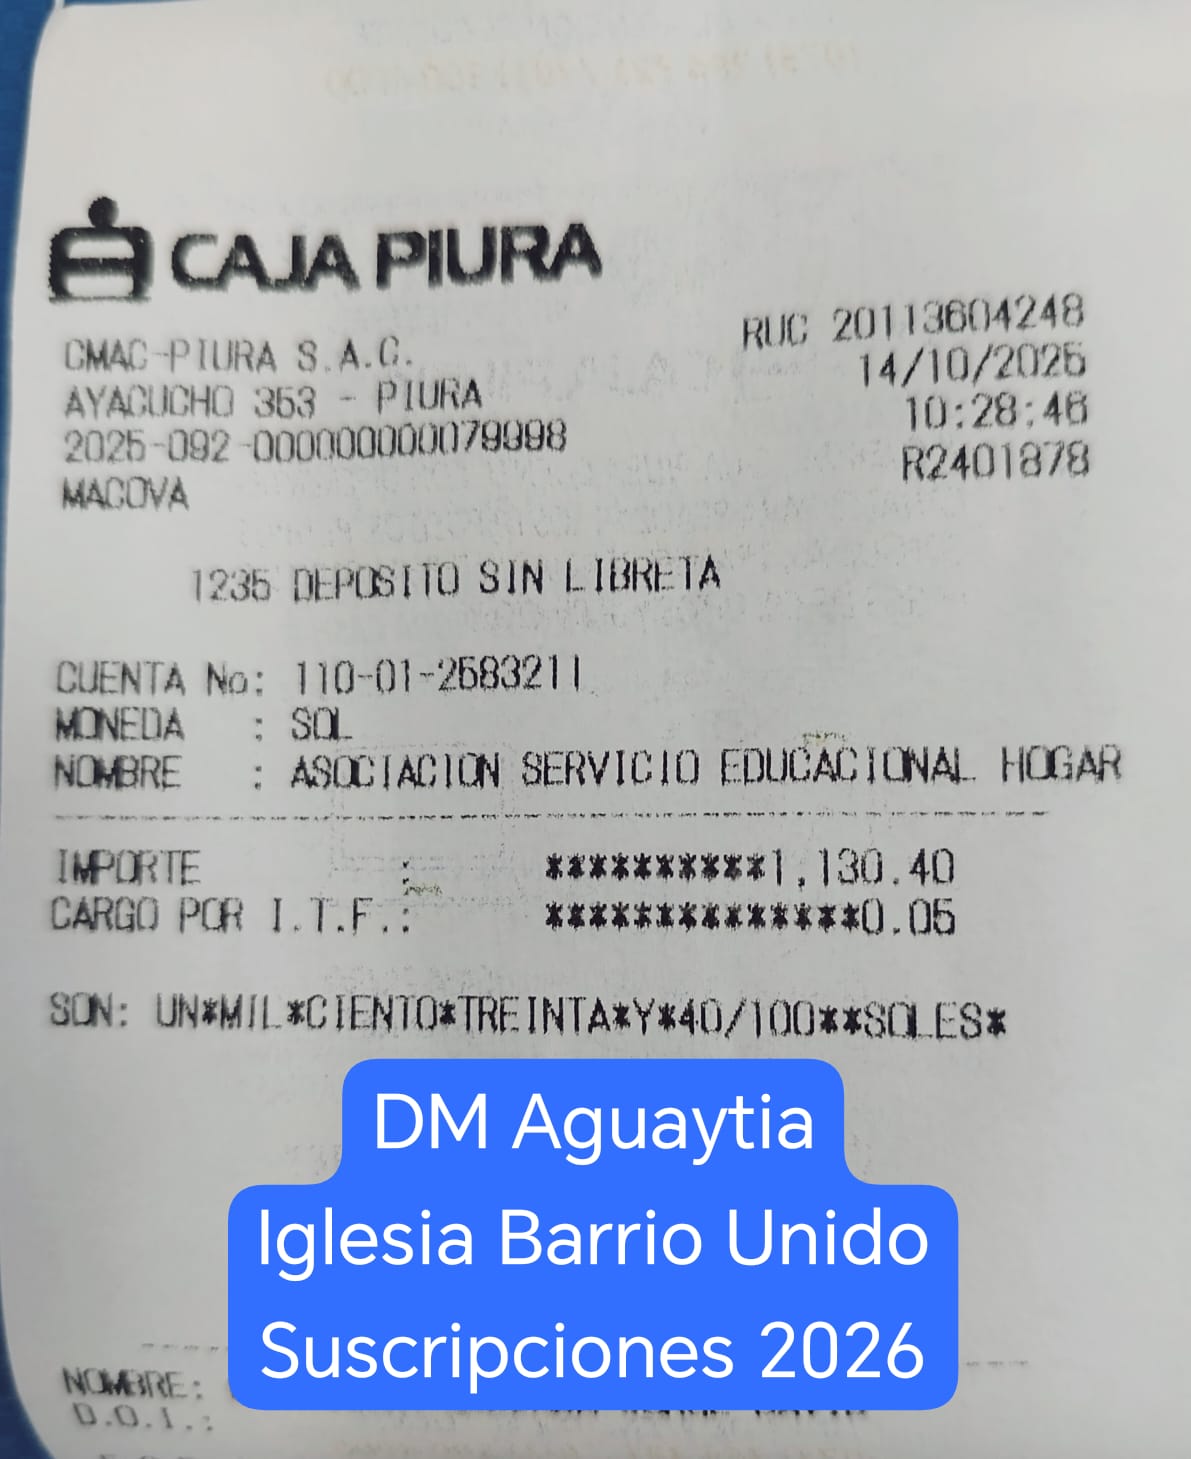 CAJA PIURA
CMAC-PIURA S.A.C.
AYACUCHO 353 - PIURA
2025-092-000000000079998
MACOVA
RUC 20113604248
14/10/2025
10:28:46
R2401878
1235 DEPOSITO SIN LIBRETA
CUENTA No: 110-01-2583211
MONEDA : SOL
NOMBRE : ASOCIACION SERVICIO EDUCACIONAL HOGAR
IMPORTE : **********1,130.40
CARGO POR I.T.F.: **************0.05
SON: UN*MIL*CIENTO*TREINTA*Y*40/100**SOLES*
DM Aguaytia
Iglesia Barrio Unido
Suscripciones 2026
NOMBRE:
D.O.I.: